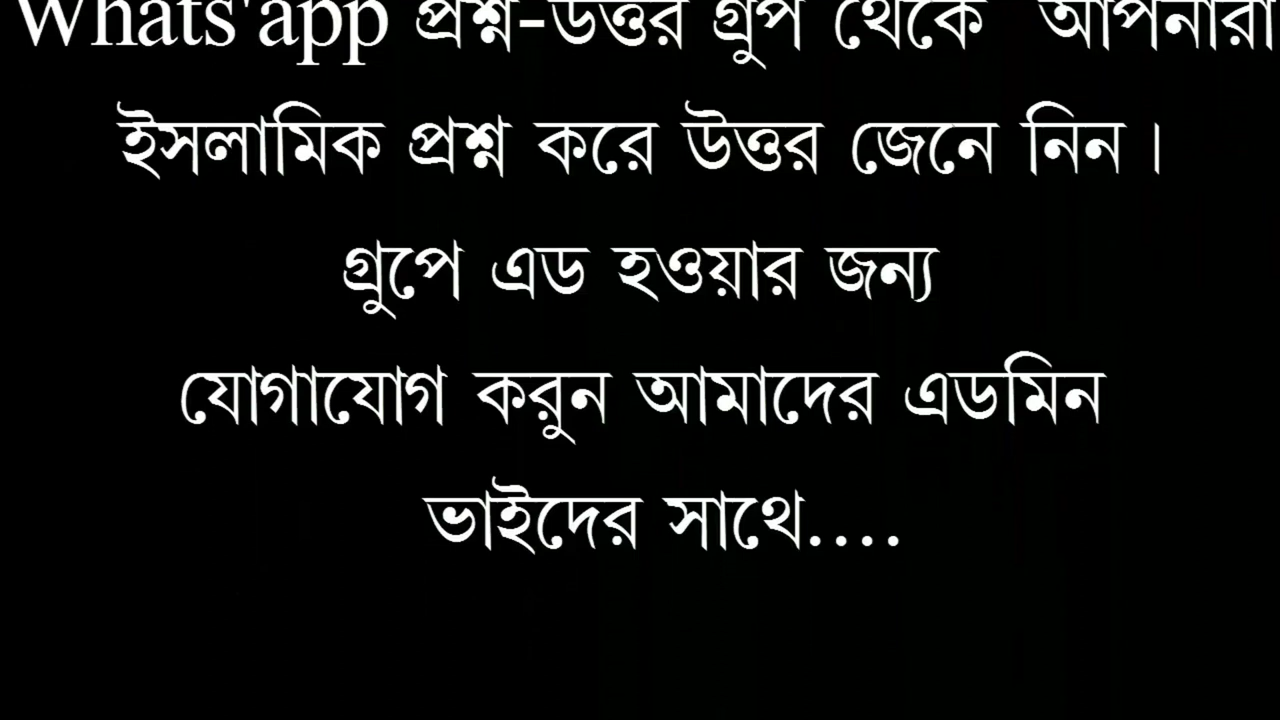 Whats'app প্রশ্ন-উত্তর গ্রুপ থেকে আপনারা
ইসলামিক প্রশ্ন করে উত্তর জেনে নিন।
গ্রুপে এড হওয়ার জন্য
যোগাযোগ করুন আমাদের এডমিন
ভাইদের সাথে....